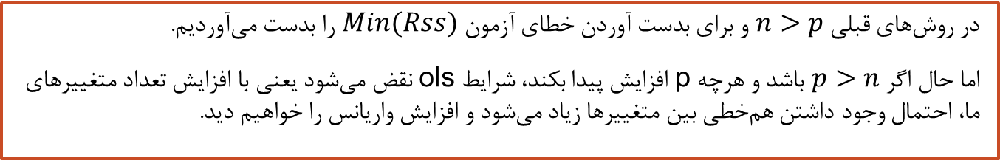 در روش‌های قبلی n > p و برای بدست آوردن خطای آزمون Min(Rss) را بدست می‌آوردیم.
اما حال اگر p > n باشد و هرچه p افزایش پیدا بکند، شرایط ols نقض می‌شود یعنی با افزایش تعداد متغییرهای
ما، احتمال وجود داشتن هم‌خطی بین متغییرها زیاد می‌شود و افزایش واریانس را خواهیم دید.